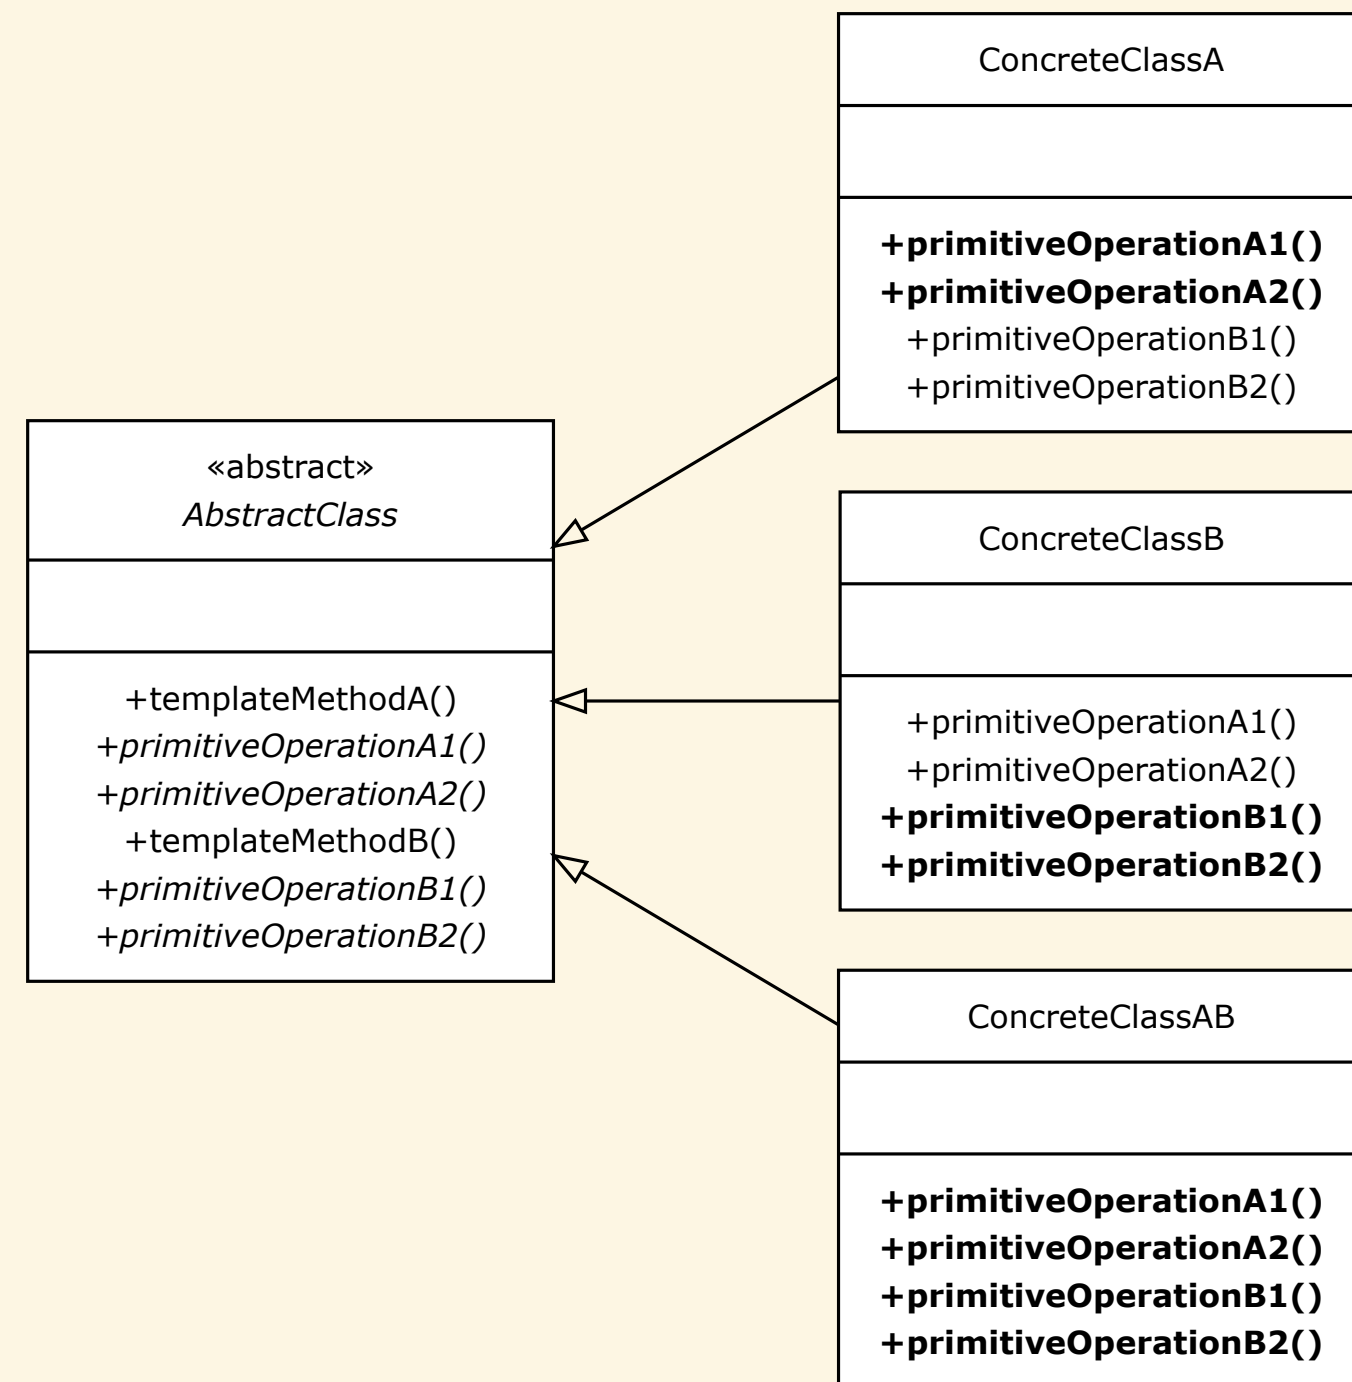 ConcreteClassA
+primitiveOperationA1()
+primitiveOperationA2()
+primitiveOperationB1()
+primitiveOperationB2()
«abstract»
AbstractClass
+templateMethodA()
+primitiveOperationA1()
+primitiveOperationA2()
+templateMethodB()
+primitiveOperationB1()
+primitiveOperationB2()
ConcreteClassB
+primitiveOperationA1()
+primitiveOperationA2()
+primitiveOperationB1()
+primitiveOperationB2()
ConcreteClassAB
+primitiveOperationA1()
+primitiveOperationA2()
+primitiveOperationB1()
+primitiveOperationB2()